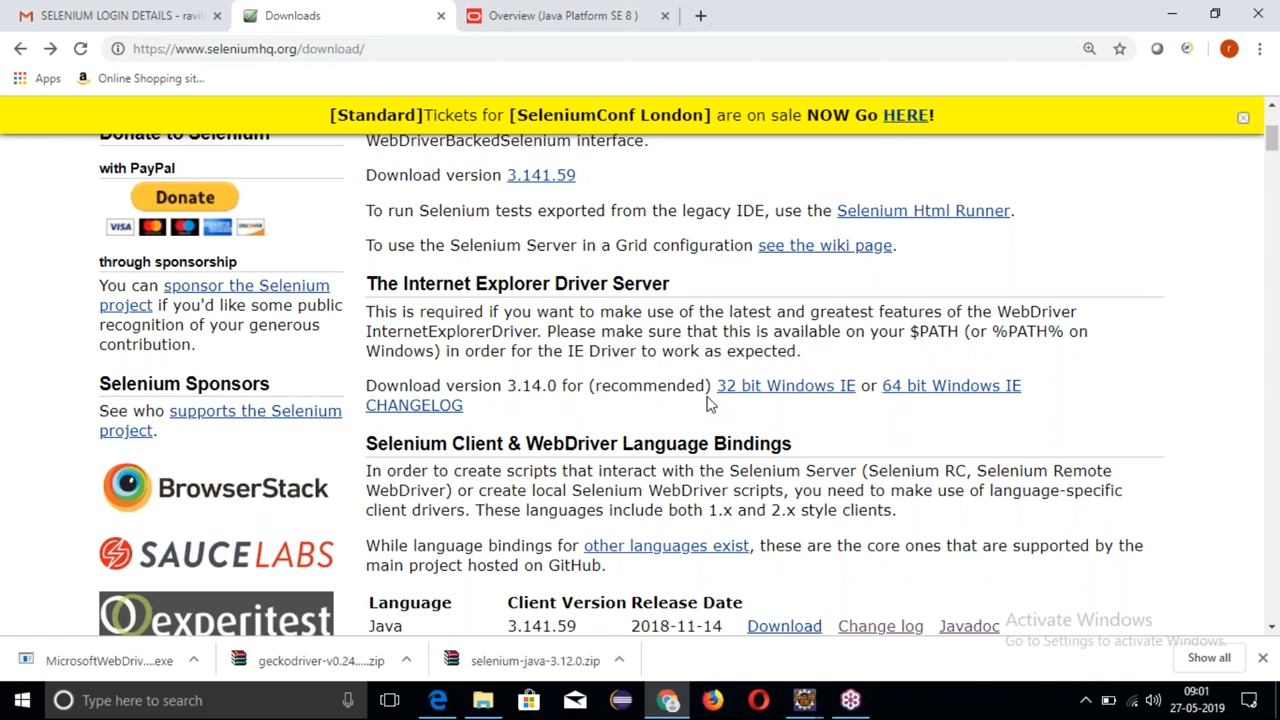 SELENIUM LOGIN DETAILS - ravil
Downloads
Overview (Java Platform SE 8 )
https://www.seleniumhq.org/download/
r
Apps
Online Shopping sit...
[Standard]Tickets for [SeleniumConf London] are on sale NOW Go HERE!
Donate to Selenium
with PayPal
Donate
VISA
DISCOVER
through sponsorship
You can sponsor the Selenium
project if you'd like some public
recognition of your generous
contribution.
Selenium Sponsors
See who supports the Selenium
project.
BrowserStack
SAUCELABS
experitest
WebDriverBackedSelenium interface.
Download version 3.141.59
To run Selenium tests exported from the legacy IDE, use the Selenium Html Runner.
To use the Selenium Server in a Grid configuration see the wiki page.
The Internet Explorer Driver Server
This is required if you want to make use of the latest and greatest features of the WebDriver
InternetExplorerDriver. Please make sure that this is available on your $PATH (or %PATH% on
Windows) in order for the IE Driver to work as expected.
Download version 3.14.0 for (recommended) 32 bit Windows IE or 64 bit Windows IE
CHANGELOG
Selenium Client & WebDriver Language Bindings
In order to create scripts that interact with the Selenium Server (Selenium RC, Selenium Remote
WebDriver) or create local Selenium WebDriver scripts, you need to make use of language-specific
client drivers. These languages include both 1.x and 2.x style clients.
While language bindings for other languages exist, these are the core ones that are supported by the
main project hosted on GitHub.
Language Client Version Release Date
Java 3.141.59 2018-11-14 Download Change log Javadoc
Activate Windows
Go to Settings to activate Windows.
MicrosoftWebDriv....exe
geckodriver-v0.24.....zip
selenium-java-3.12.0.zip
Show all
Type here to search
09:01
27-05-2019